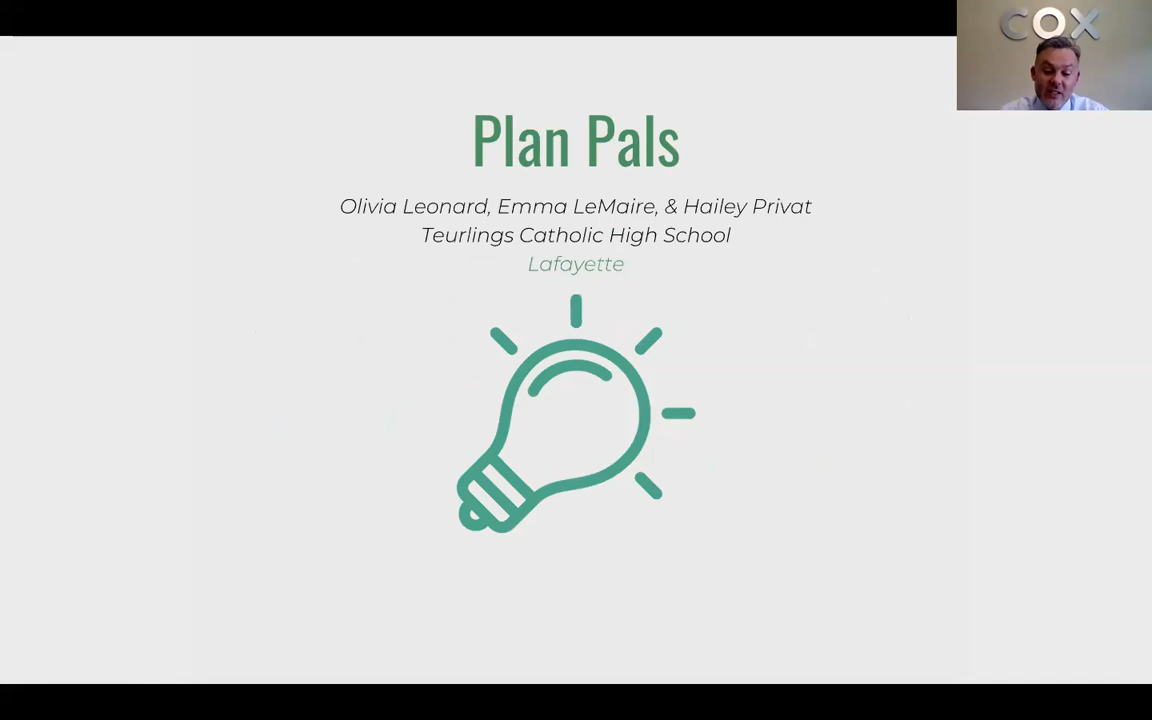 COX
Plan Pals
Olivia Leonard, Emma LeMaire, & Hailey Privat
Teurlings Catholic High School
Lafayette